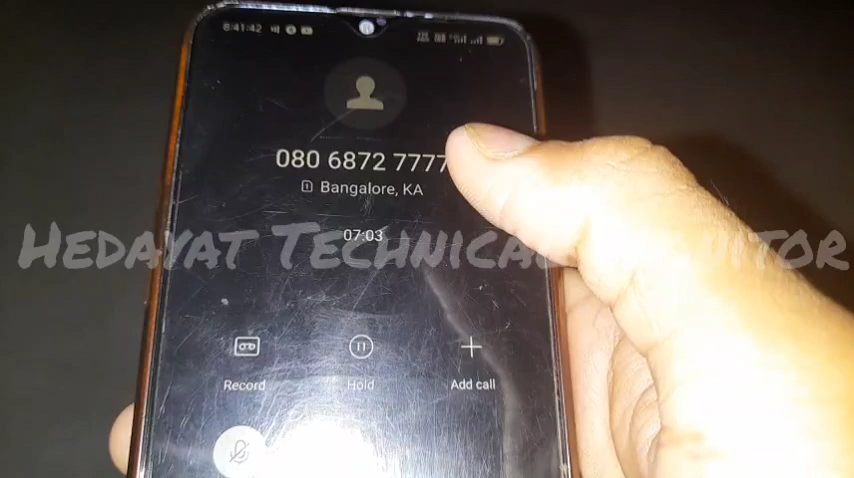 8:41:42
080 6872 7777
Bangalore, KA
07:03
Hedayat Technical
Record
Hold
Add call